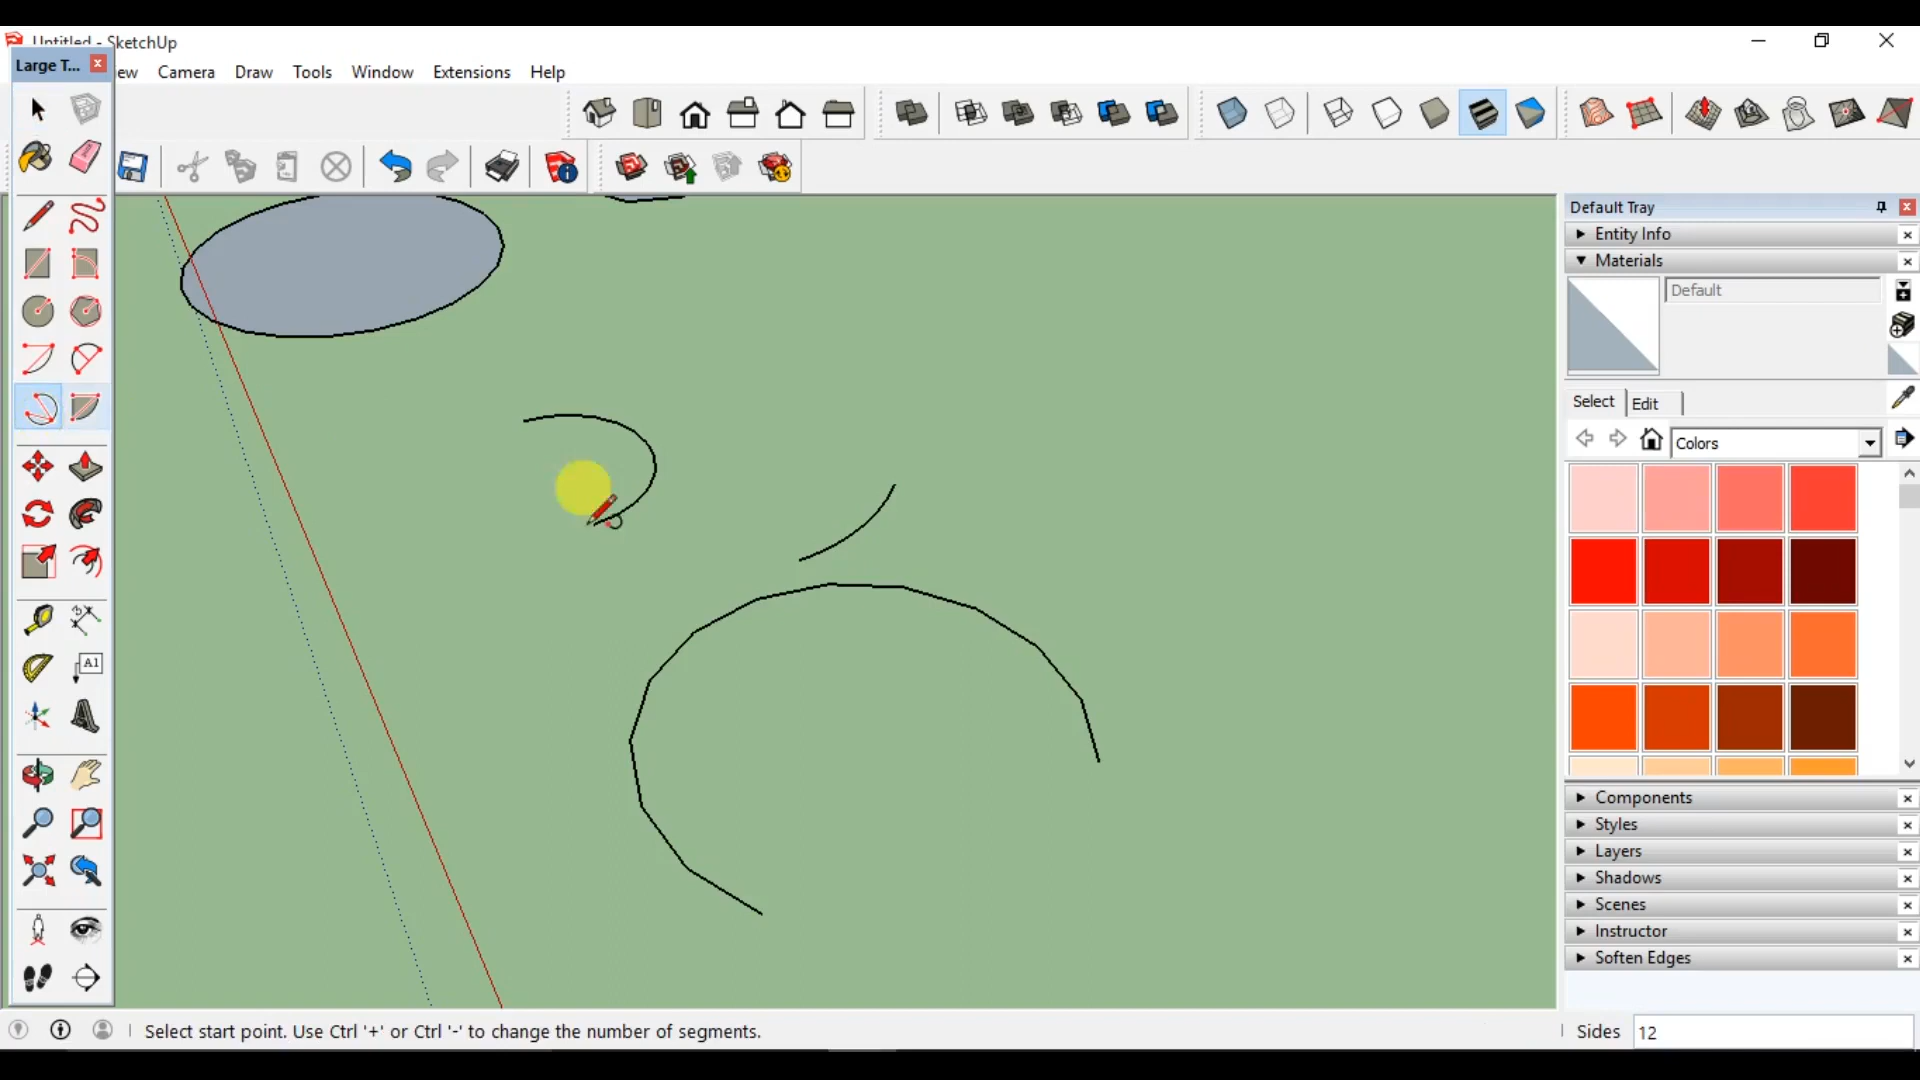 Untitled - SketchUp
Large T...
ew Camera Draw Tools Window Extensions Help
Default Tray
Entity Info
Materials
Default
Select Edit
Colors
A1
Components
Styles
Layers
Shadows
Scenes
Instructor
Soften Edges
Select start point. Use Ctrl '+' or Ctrl '-' to change the number of segments.
Sides 12